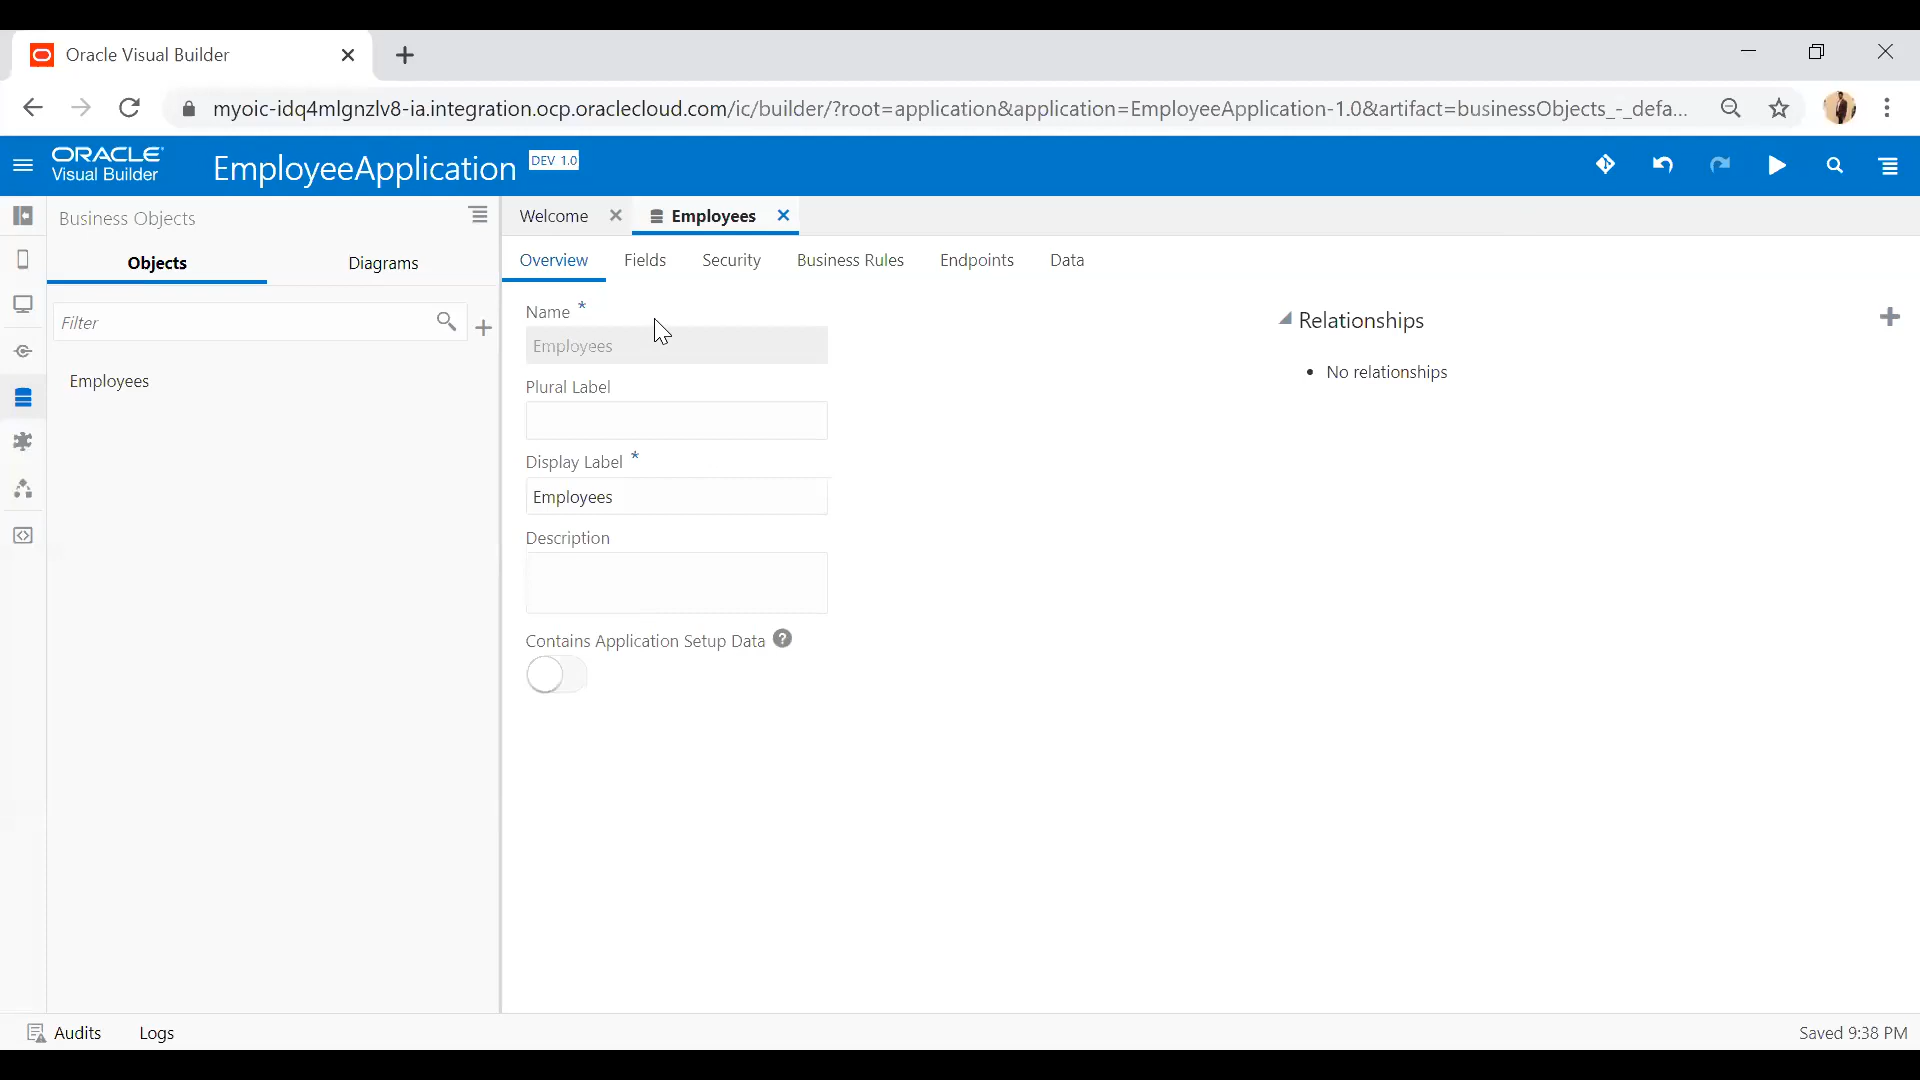 Oracle Visual Builder
myoic-idq4mlgnzlv8-ia.integration.ocp.oraclecloud.com/ic/builder/?root=application&application=EmployeeApplication-1.0&artifact=businessObjects_-_defa...
ORACLE
Visual Builder
EmployeeApplication
DEV 1.0
Business Objects
Welcome
Employees
Objects
Diagrams
Overview
Fields
Security
Business Rules
Endpoints
Data
Filter
Employees
Name *
Employees
Plural Label
Display Label *
Employees
Description
Contains Application Setup Data ?
Relationships
• No relationships
Audits
Logs
Saved 9:38 PM